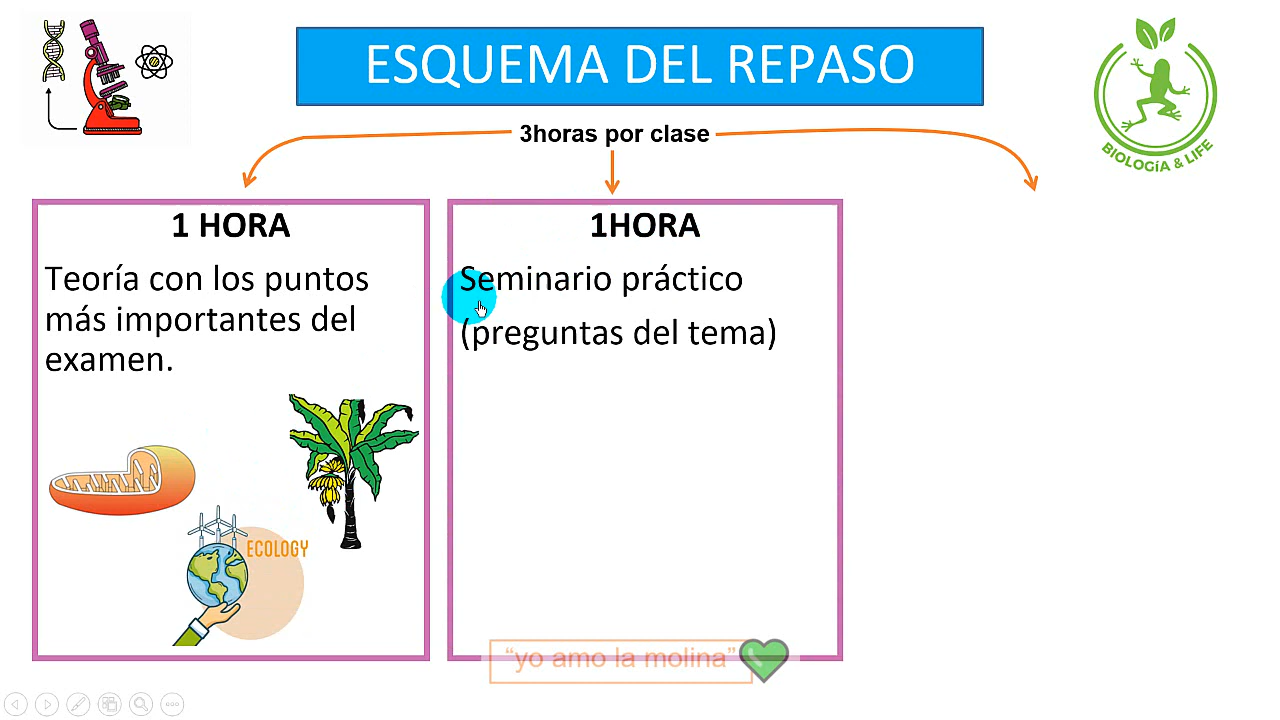 ESQUEMA DEL REPASO
BIOLOGíA & LIFE
3horas por clase
1 HORA
Teoría con los puntos
más importantes del
examen.
ECOLOGY
1HORA
Seminario práctico
(preguntas del tema)
“yo amo la molina”